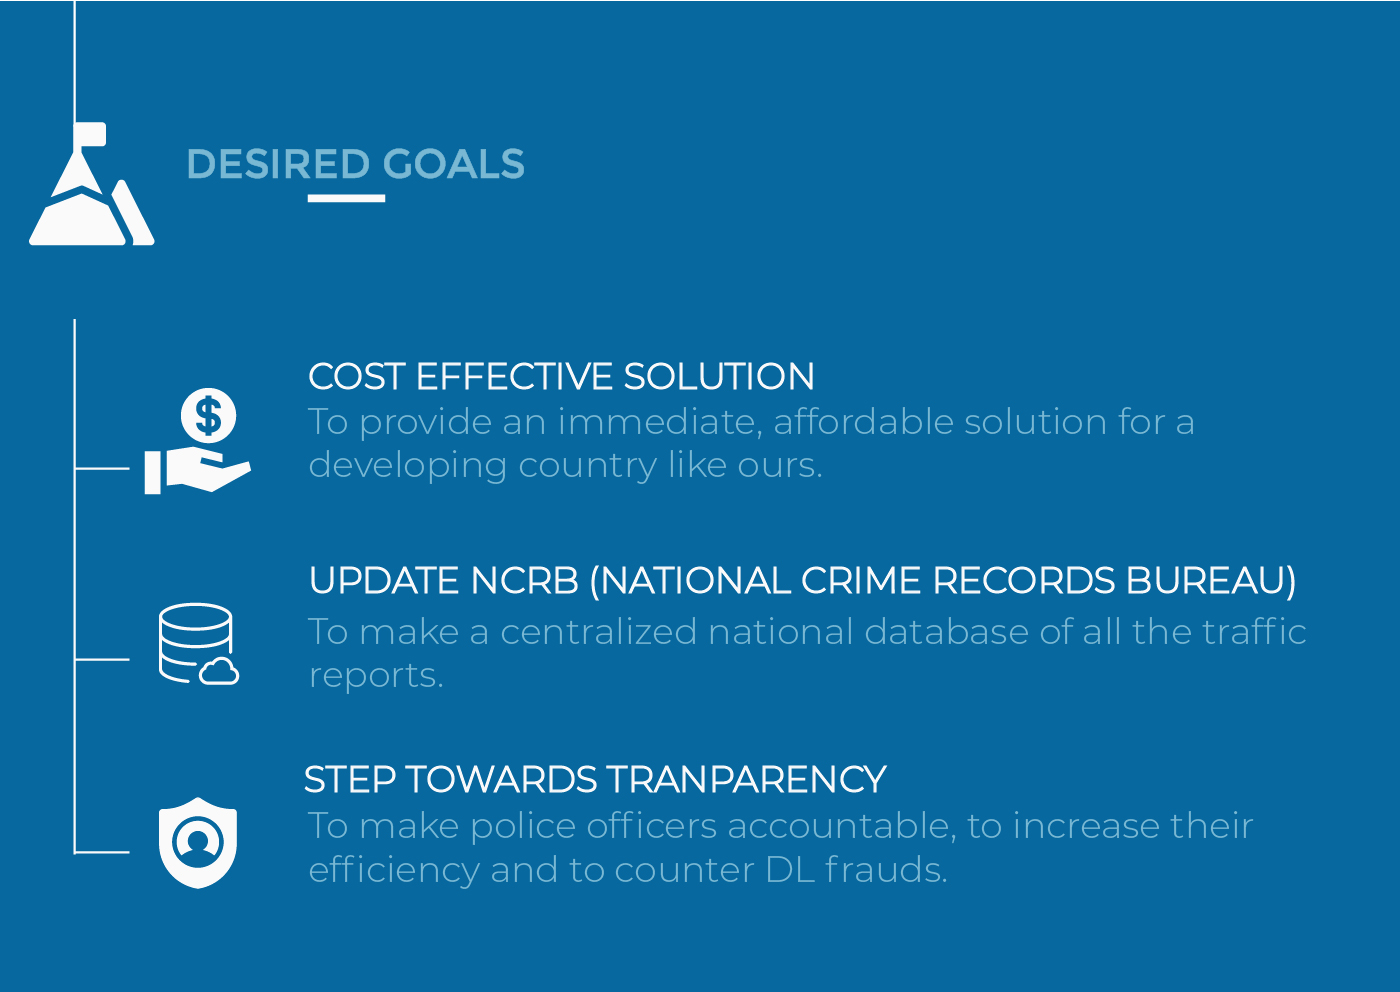 DESIRED GOALS
$
COST EFFECTIVE SOLUTION
To provide an immediate, affordable solution for a
developing country like ours.
UPDATE NCRB (NATIONAL CRIME RECORDS BUREAU)
To make a centralized national database of all the traffic
reports.
STEP TOWARDS TRANPARENCY
To make police officers accountable, to increase their
efficiency and to counter DL frauds.